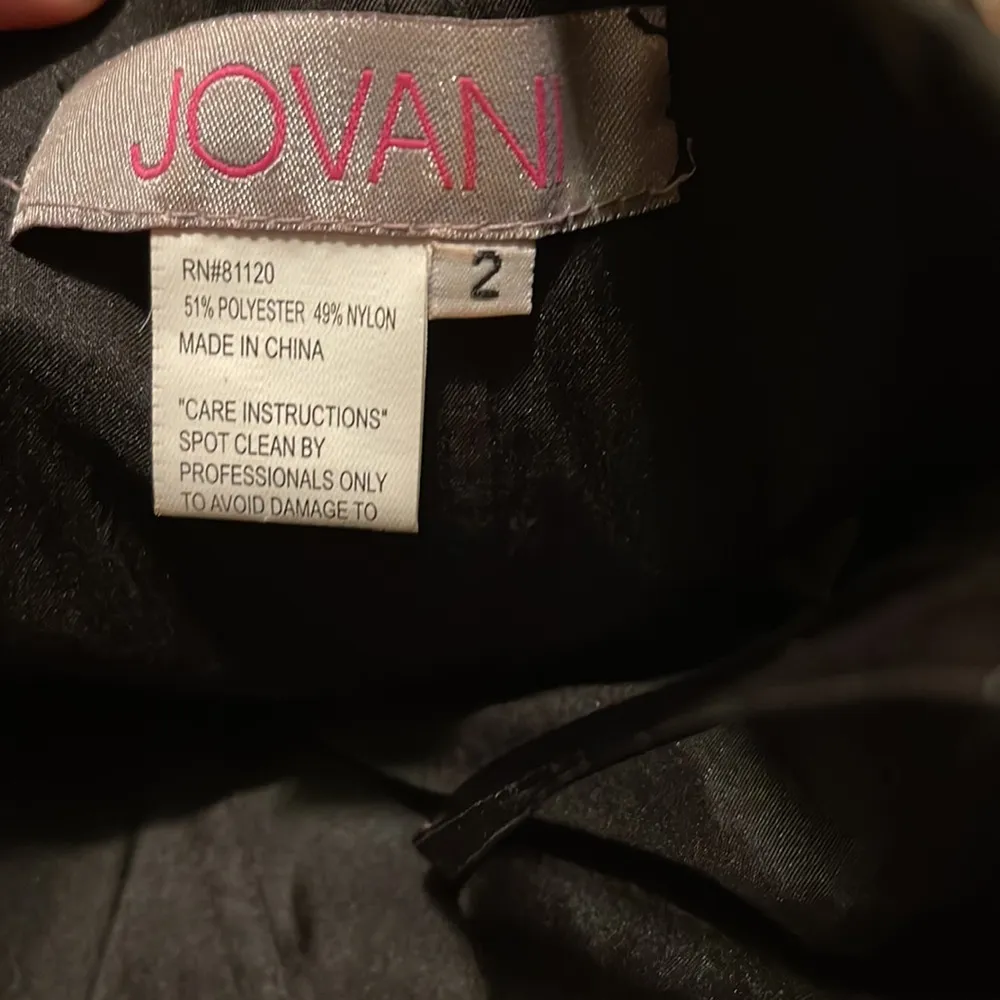 JOVANI
2
RN#81120
51% POLYESTER 49% NYLON
MADE IN CHINA
"CARE INSTRUCTIONS"
SPOT CLEAN BY
PROFESSIONALS ONLY
TO AVOID DAMAGE TO